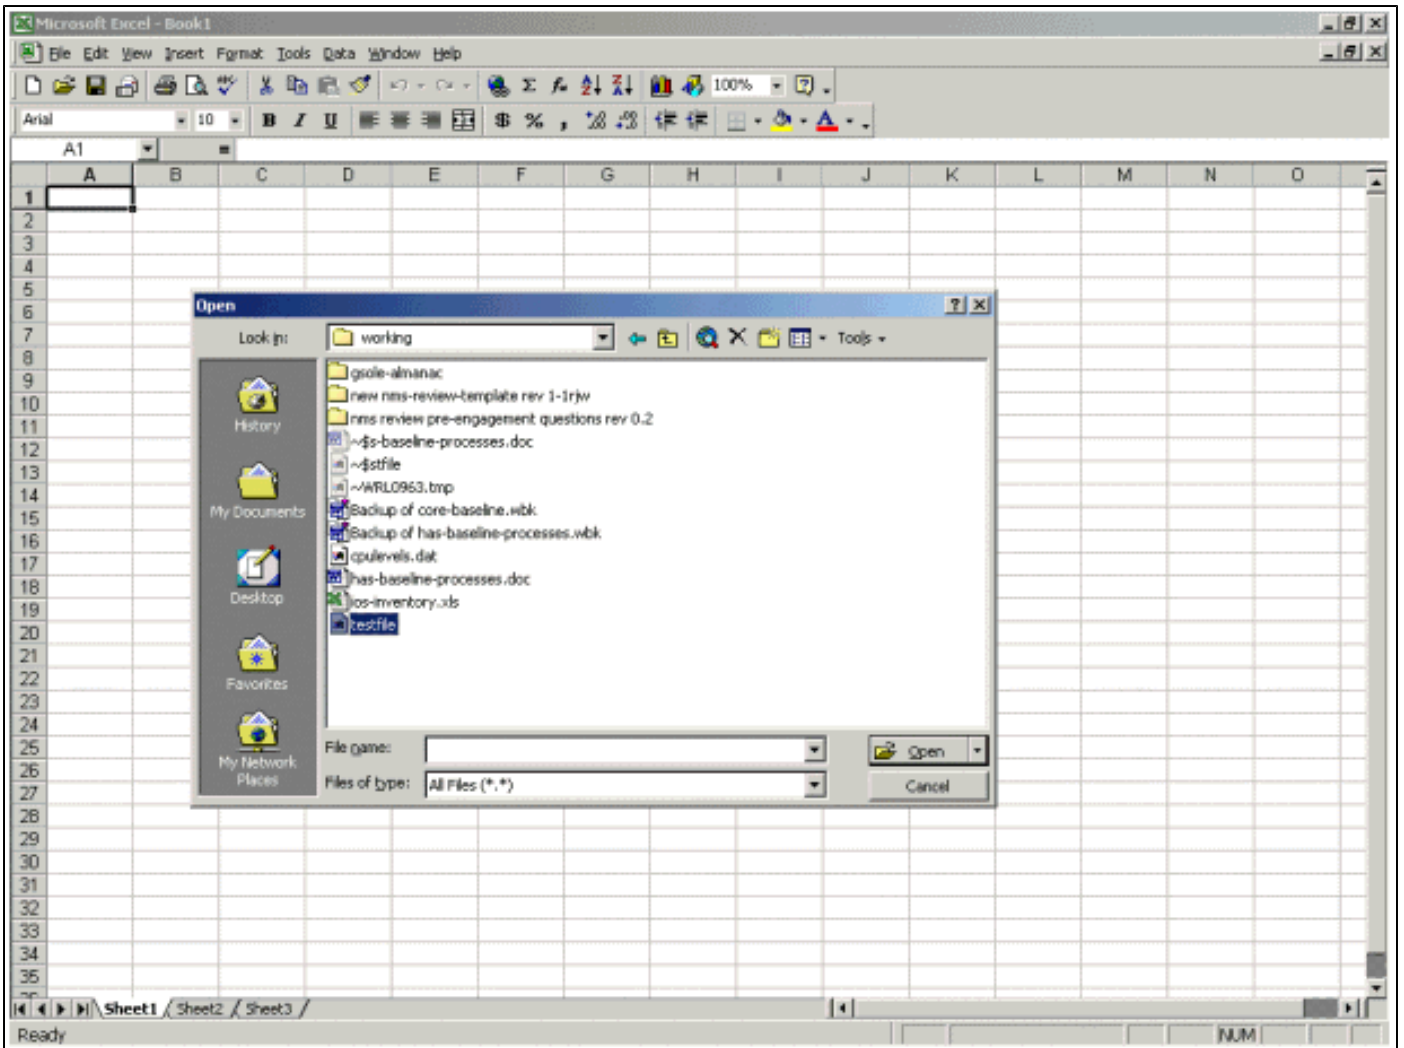 Microsoft Excel - Book1
File Edit View Insert Format Tools Data Window Help
100%
Arial 10 B I U $ % ,
A1 =
A B C D E F G H I J K L M N O
1
2
3
4
5
6
7
8
9
10
11
12
13
14
15
16
17
18
19
20
21
22
23
24
25
26
27
28
29
30
31
32
33
34
35
Open
Look in: working Tools
gsole-almanac
new nms-review-template rev 1-1rjw
nms review pre-engagement questions rev 0.2
~$s-baseline-processes.doc
~$stfile
~WRL0963.tmp
Backup of core-baseline.wbk
Backup of has-baseline-processes.wbk
cpulevels.dat
has-baseline-processes.doc
ios-inventory.xls
testfile
History
My Documents
Desktop
Favorites
My Network
Places
File name: Open
Files of type: All Files (*.*) Cancel
Sheet1 Sheet2 Sheet3
Ready NUM